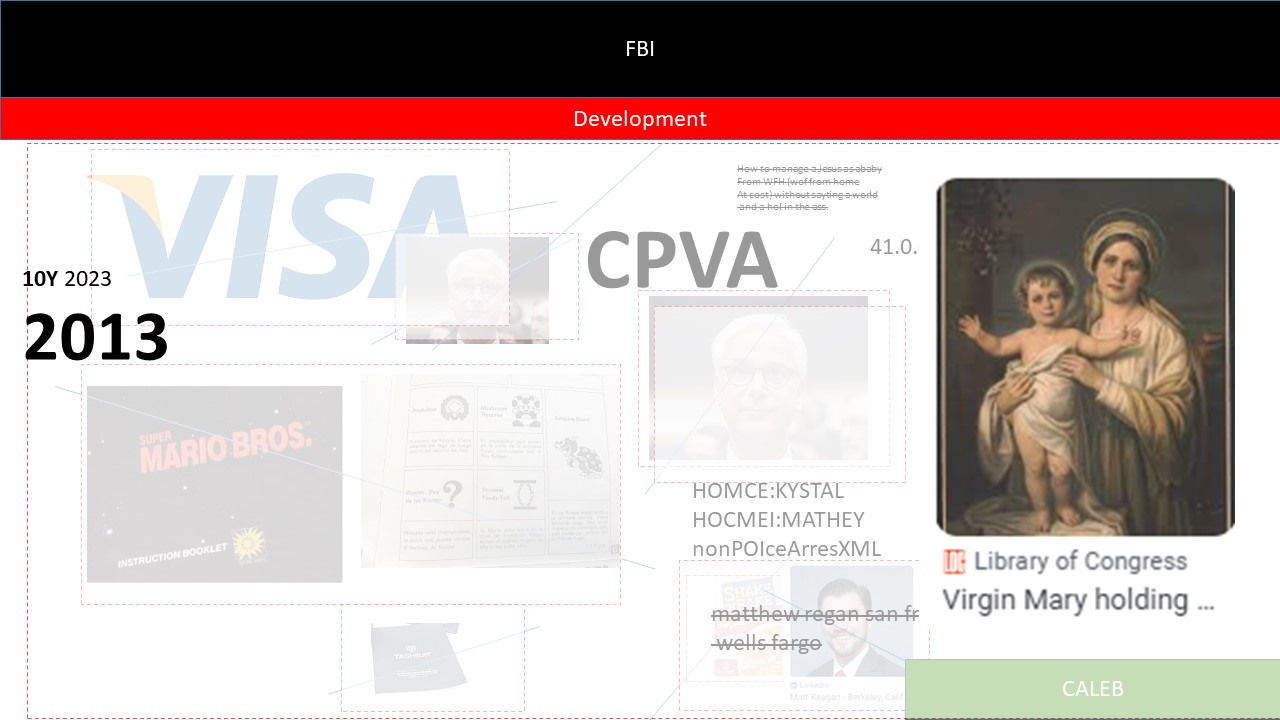 FBI
Development
How to manage a Jesus as ababy
From WFH (wof from home
At cost) without sayting a world
and a hol in the ass.
VISA
CPVA
41.0.
10Y 2023
2013
SUPER
MARIO BROS.
INSTRUCTION BOOKLET
HOMCE:KYSTAL
HOCMEI:MATHEY
nonPOIceArresXML
Library of Congress
Virgin Mary holding ...
matthew regan san fr
wells fargo
TAGHEUER
LinkedIn
Matt Reagan - Berkeley, Calif
CALEB